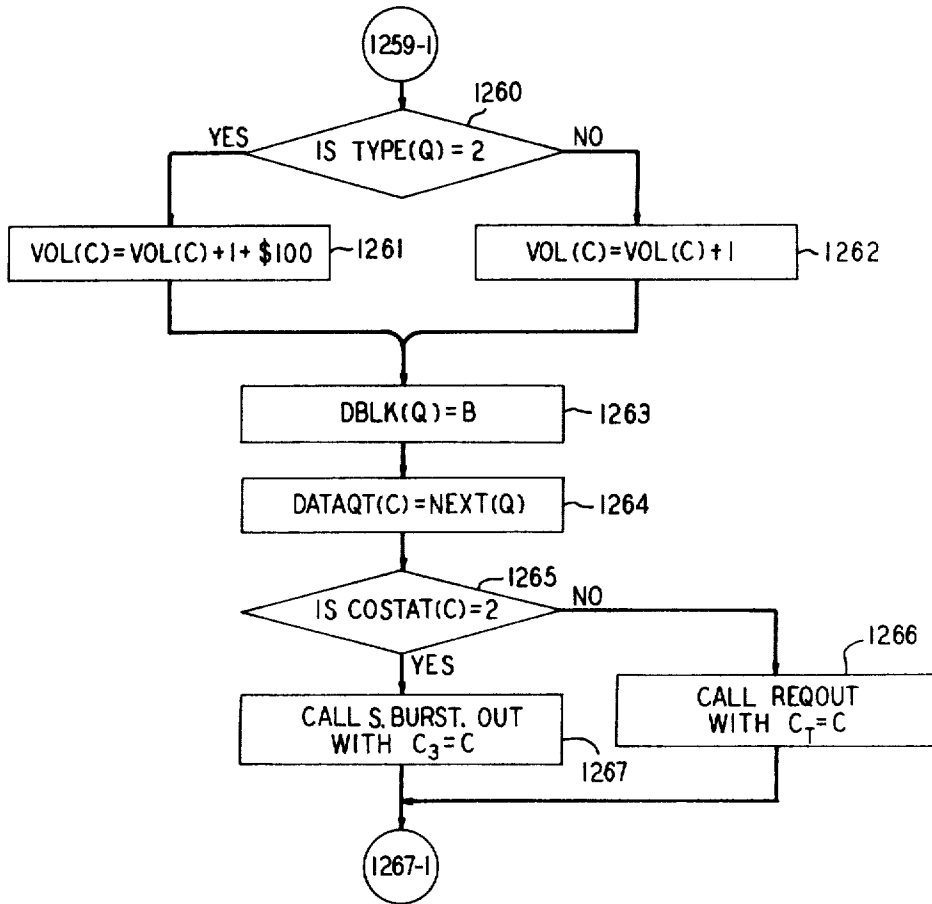 1259-1
1260
YES
IS TYPE(Q)=2
NO
VOL(C)=VOL(C)+1+$100
1261
VOL(C)=VOL(C)+1
1262
DBLK(Q)=B
1263
DATAQT(C)=NEXT(Q)
1264
1265
IS COSTAT(C)=2
NO
YES
1266
CALL S.BURST.OUT
WITH C3=C
1267
CALL REQOUT
WITH CT=C
1267-1